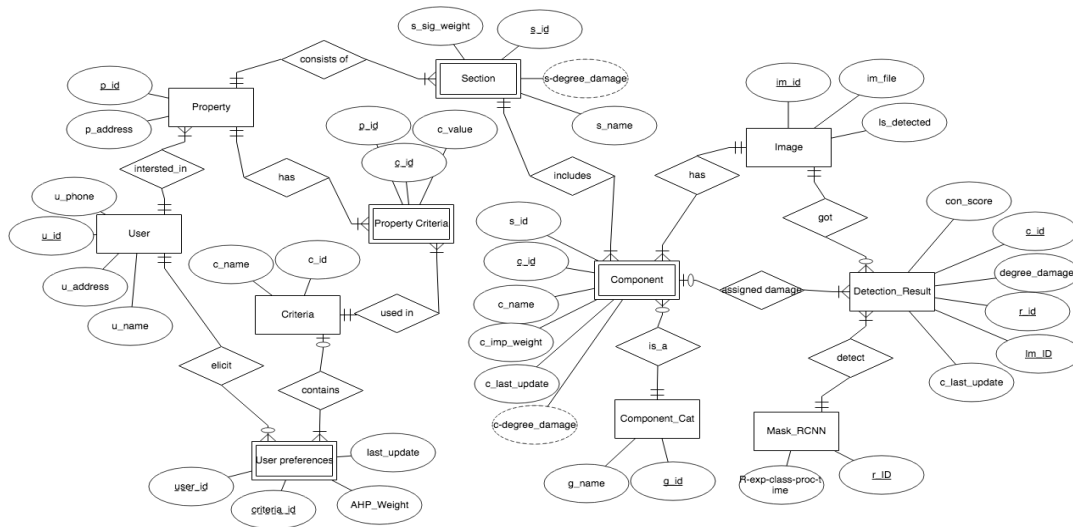 s_sig_weight
s_id
consists of
Section
s-degree_damage
s_name
p_id
Property
p_address
im_id
im_file
Is_detected
Image
p_id
c_value
c_id
has
Property Criteria
intersted_in
includes
has
got
u_phone
User
u_id
u_address
u_name
s_id
c_id
Component
c_name
c_imp_weight
c_last_update
c-degree_damage
assigned damage
con_score
c_id
degree_damage
Detection_Result
r_id
Im_ID
c_last_update
c_name
c_id
Criteria
used in
is_a
detect
elicit
contains
Component_Cat
g_name
g_id
Mask_RCNN
R-exp-class-proc-t
ime
r_ID
User preferences
last_update
user_id
criteria_id
AHP_Weight